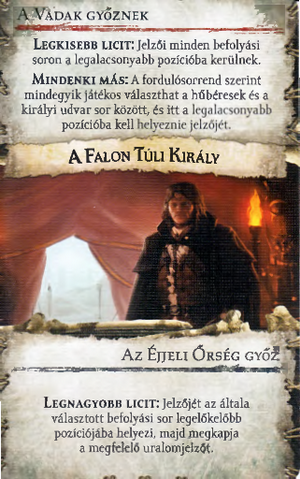 A Vadak győznek
Legkisebb licit: Jelzői minden befolyási
soron a legalacsonyabb pozícióba kerülnek.
Mindenki más: A fordulósorrend szerint
mindegyik játékos választhat a hűbéresek és a
királyi udvar sor között, és itt a legalacsonyabb
pozícióba kell helyeznie jelzőjét.
A Falon Túli Király
Az Éjjeli Őrség győz
Legnagyobb licit: Jelzőjét az általa
választott befolyási sor legelőkelőbb
pozíciójába helyezi, majd megkapja
a megfelelő uralomjelzőt.